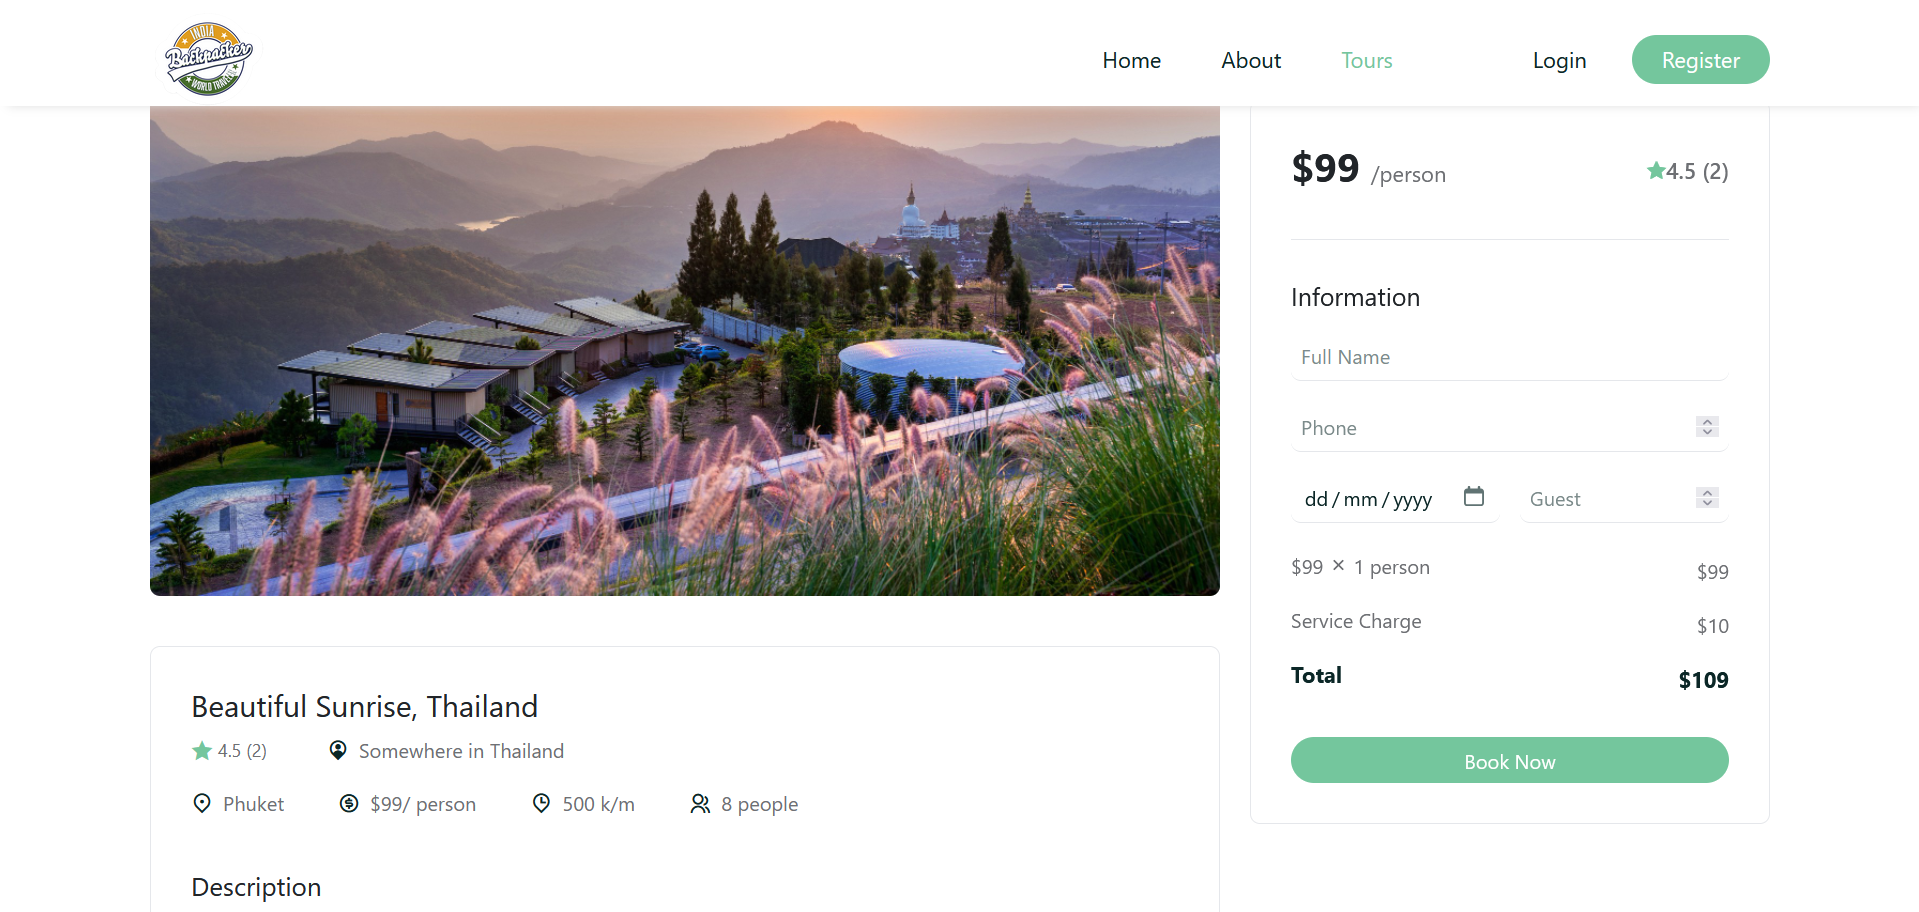 INDIA
Backpacker
WORLD TRAVELS
Home
About
Tours
Login
Register
$99 /person
4.5 (2)
Information
Full Name
Phone
dd/mm/yyyy
Guest
$99 × 1 person
$99
Service Charge
$10
Total
$109
Book Now
Beautiful Sunrise, Thailand
4.5 (2)
Somewhere in Thailand
Phuket
$99/ person
500 k/m
8 people
Description